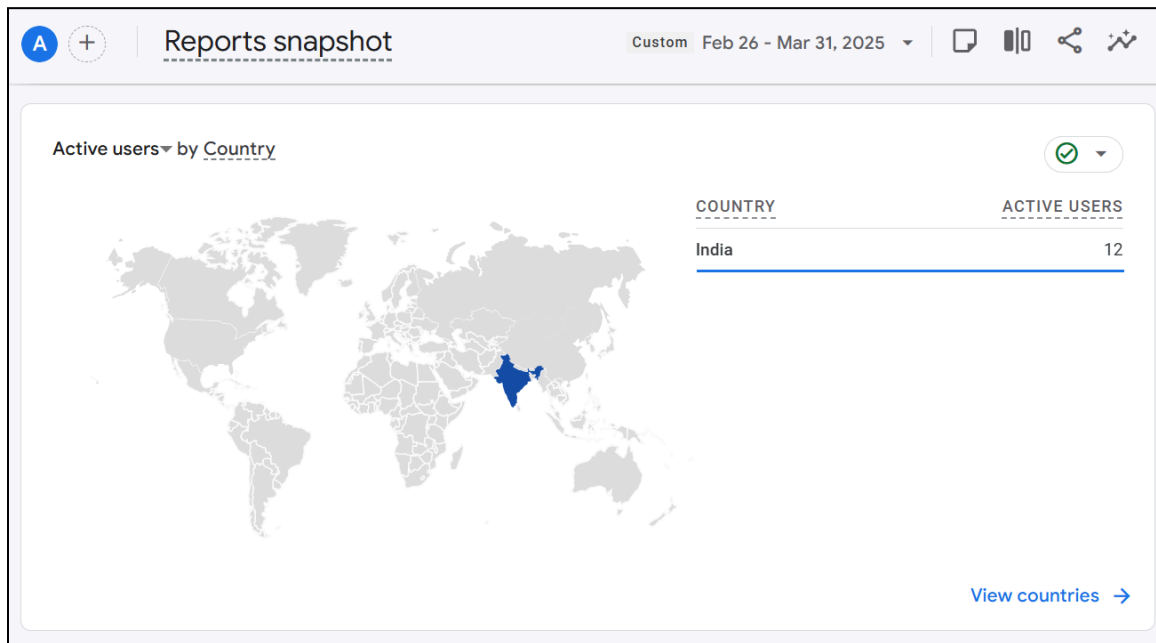 A + Reports snapshot Custom Feb 26 - Mar 31, 2025
Active users by Country
COUNTRY ACTIVE USERS
India 12
View countries →